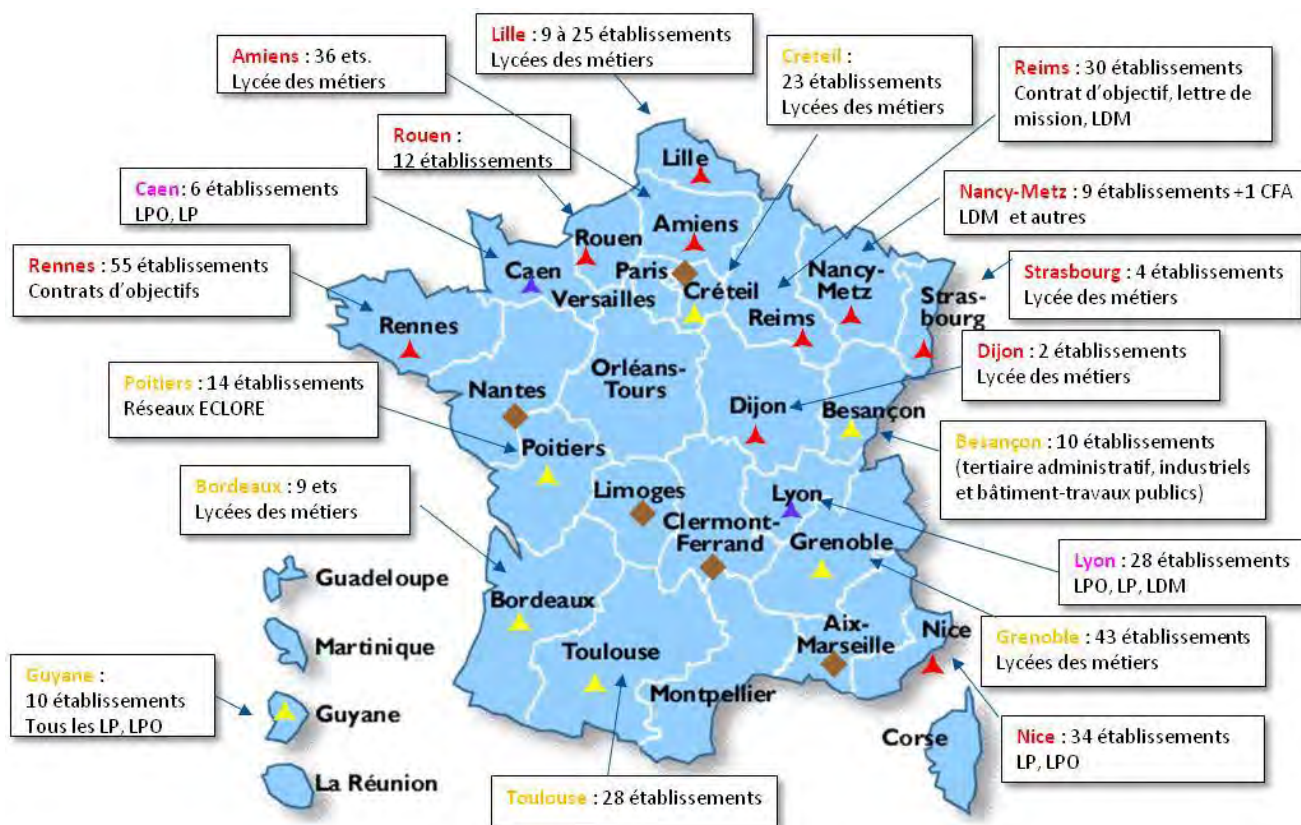 Amiens : 36 ets.
Lycée des métiers
Lille : 9 à 25 établissements
Lycées des métiers
Créteil :
23 établissements
Lycées des métiers
Reims : 30 établissements
Contrat d'objectif, lettre de
mission, LDM
Rouen :
12 établissements
Caen : 6 établissements
LPO, LP
Nancy-Metz : 9 établissements +1 CFA
LDM et autres
Rennes : 55 établissements
Contrats d'objectifs
Strasbourg : 4 établissements
Lycée des métiers
Poitiers : 14 établissements
Réseaux ECLORE
Dijon : 2 établissements
Lycée des métiers
Bordeaux : 9 ets
Lycées des métiers
Besançon : 10 établissements
(tertiaire administratif, industriels
et bâtiment-travaux publics)
Lyon : 28 établissements
LPO, LP, LDM
Grenoble : 43 établissements
Lycées des métiers
Guyane :
10 établissements
Tous les LP, LPO
Nice : 34 établissements
LP, LPO
Toulouse : 28 établissements
Lille
Amiens
Rouen
Caen
Paris
Versailles
Créteil
Reims
Nancy-
Metz
Stras-
bourg
Rennes
Nantes
Orléans-
Tours
Dijon
Besançon
Poitiers
Limoges
Clermont-
Ferrand
Lyon
Grenoble
Bordeaux
Toulouse
Montpellier
Aix-
Marseille
Nice
Corse
Guadeloupe
Martinique
Guyane
La Réunion